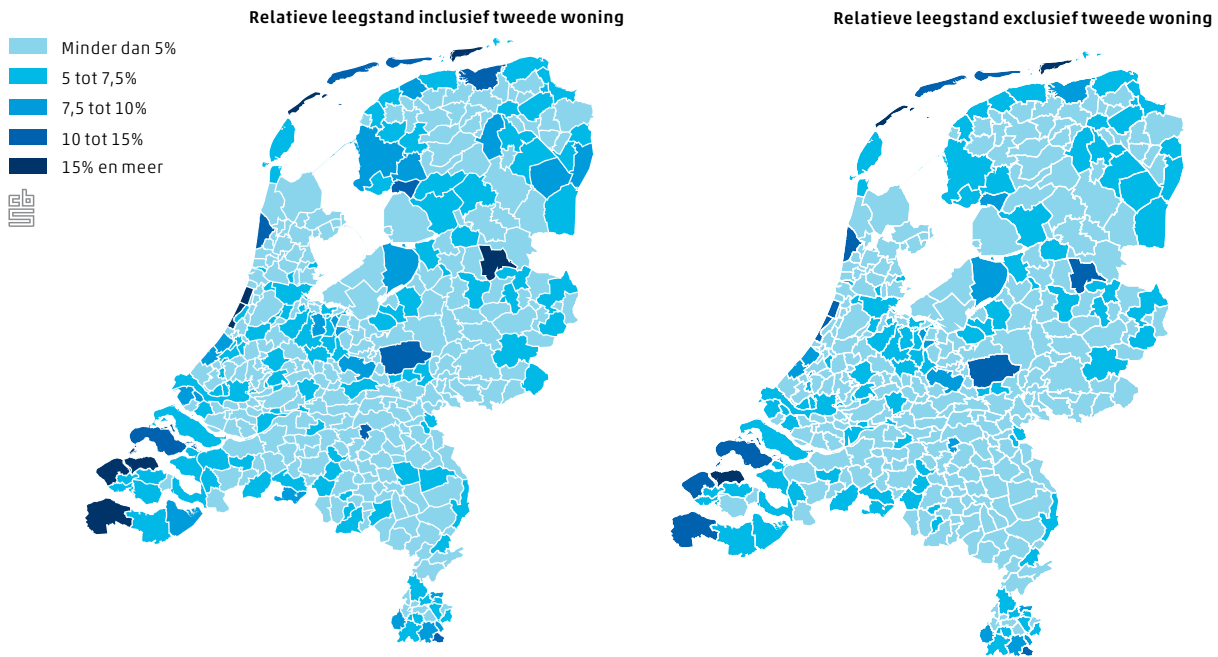 Relatieve leegstand inclusief tweede woning
Relatieve leegstand exclusief tweede woning
Minder dan 5%
5 tot 7,5%
7,5 tot 10%
10 tot 15%
15% en meer
cbs